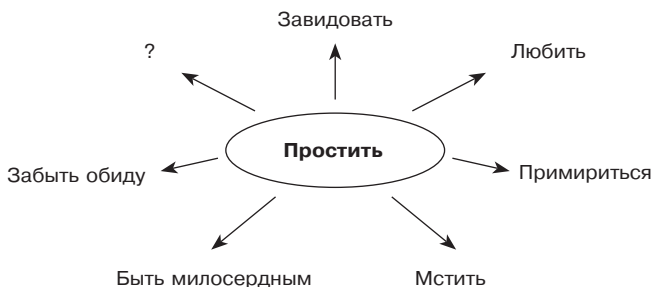 Завидовать
?
Любить
Простить
Забыть обиду
Примириться
Быть милосердным
Мстить